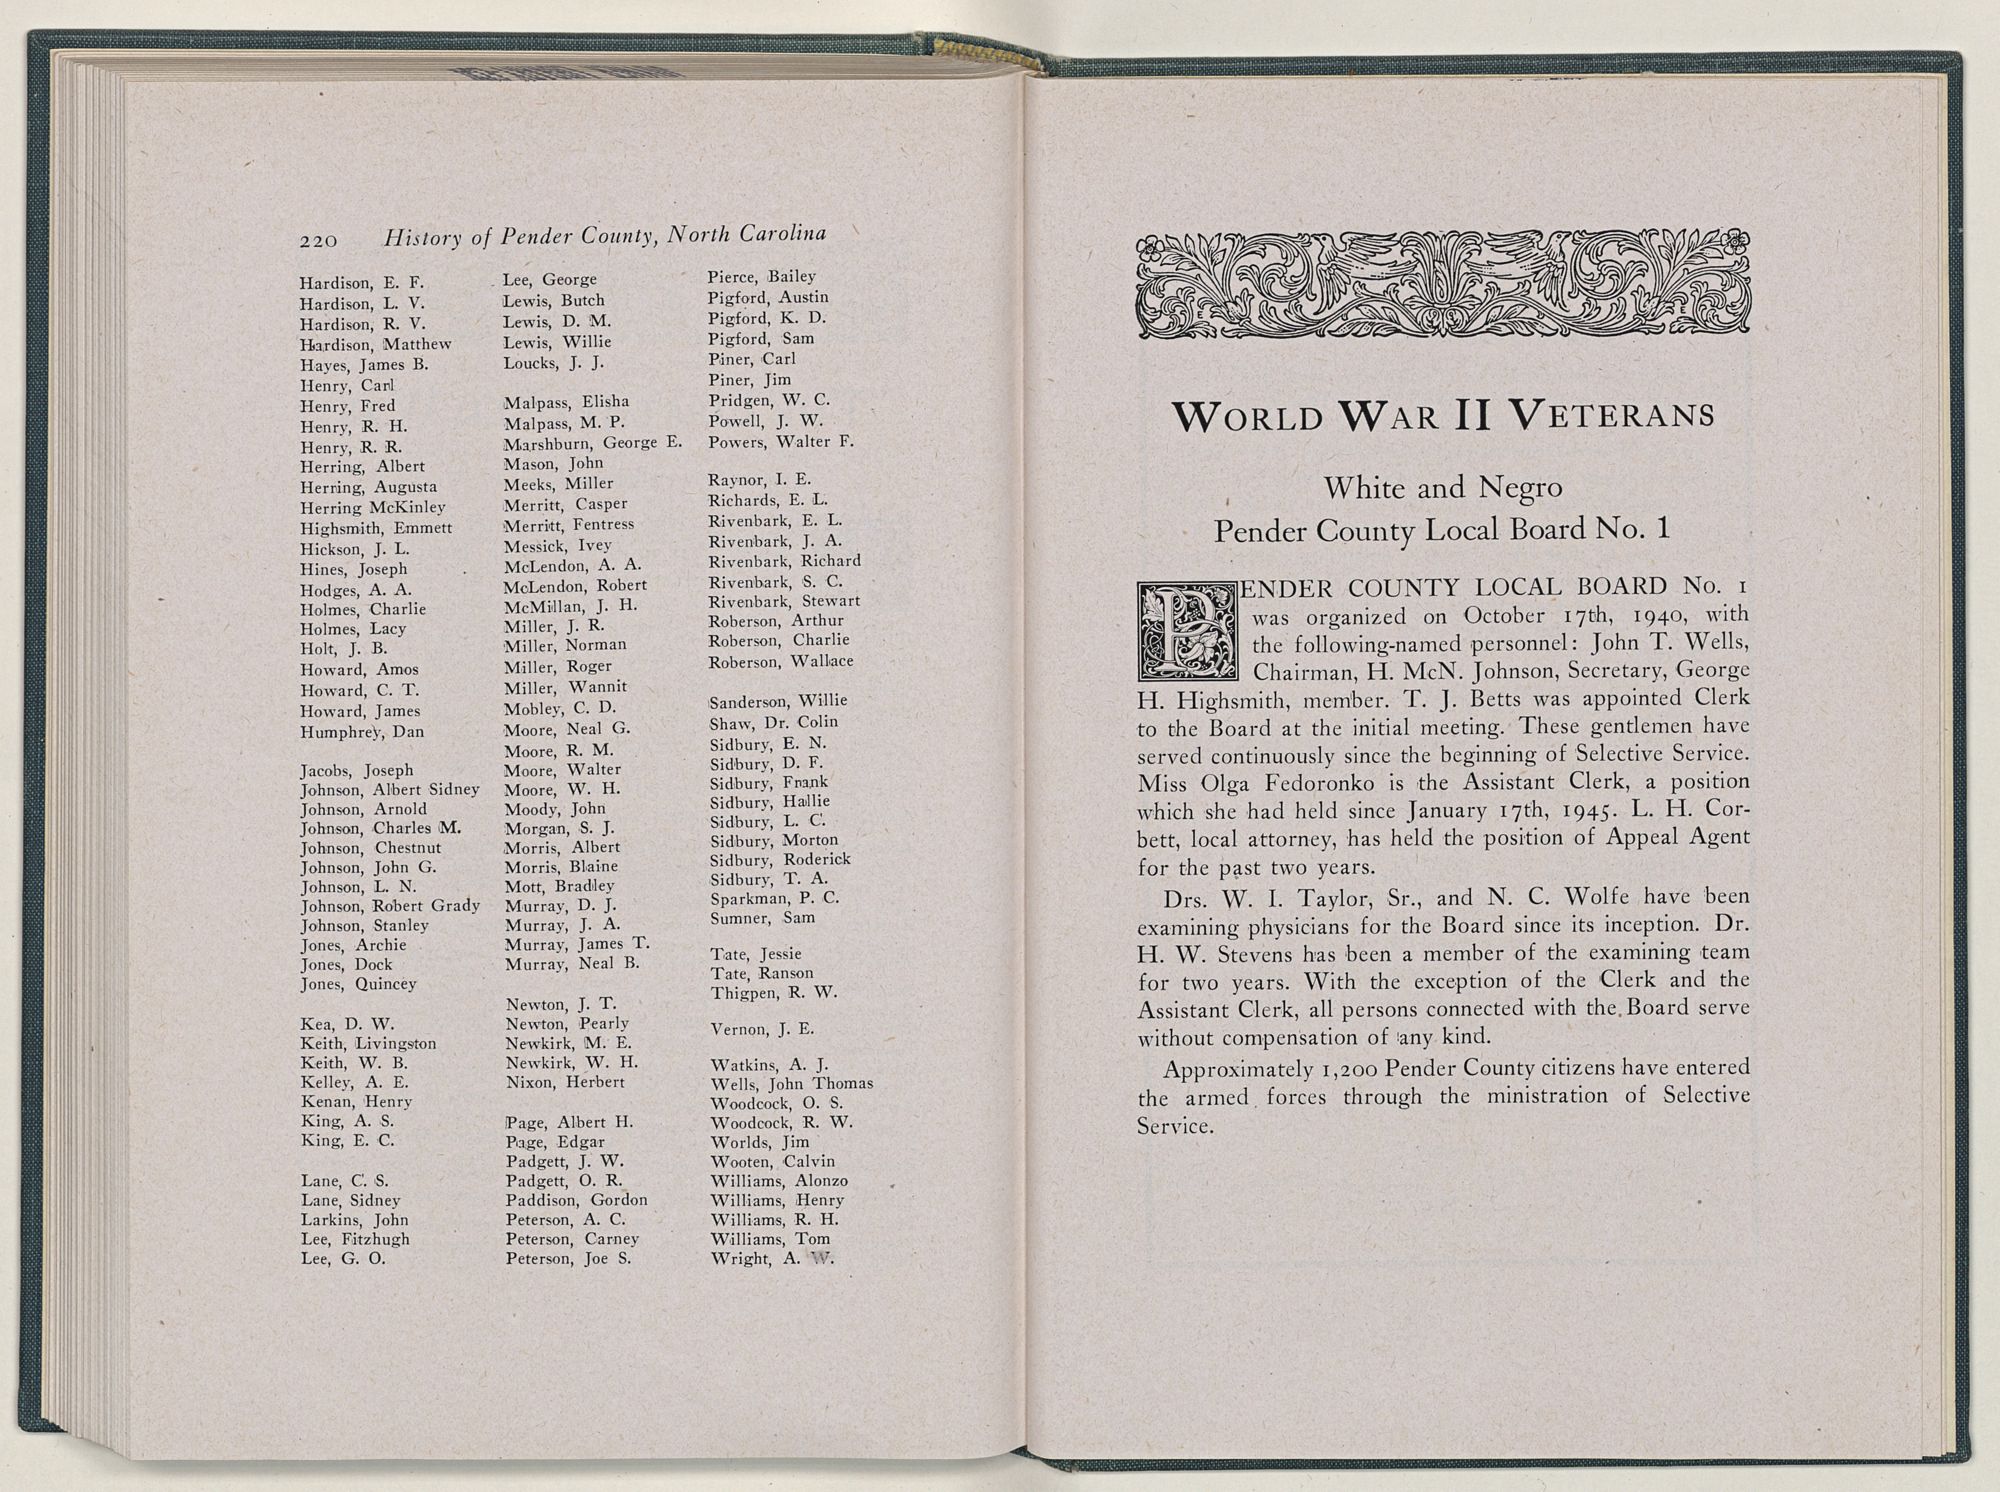 220 History of Pender County, North Carolina
Hardison, E. F.
Hardison, L. V.
Hardison, R. V.
Hardison, Matthew
Hayes, James B.
Henry, Carl
Henry, Fred
Henry, R. H.
Henry, R. R.
Herring, Albert
Herring, Augusta
Herring McKinley
Highsmith, Emmett
Hickson, J. L.
Hines, Joseph
Hodges, A. A.
Holmes, Charlie
Holmes, Lacy
Holt, J. B.
Howard, Amos
Howard, C. T.
Howard, James
Humphrey, Dan
Jacobs, Joseph
Johnson, Albert Sidney
Johnson, Arnold
Johnson, Charles M.
Johnson, Chestnut
Johnson, John G.
Johnson, L. N.
Johnson, Robert Grady
Johnson, Stanley
Jones, Archie
Jones, Dock
Jones, Quincey
Kea, D. W.
Keith, Livingston
Keith, W. B.
Kelley, A. E.
Kenan, Henry
King, A. S.
King, E. C.
Lane, C. S.
Lane, Sidney
Larkins, John
Lee, Fitzhugh
Lee, G. O.
Lee, George
Lewis, Butch
Lewis, D. M.
Lewis, Willie
Loucks, J. J.
Malpass, Elisha
Malpass, M. P.
Marshburn, George E.
Mason, John
Meeks, Miller
Merritt, Casper
Merritt, Fentress
Messick, Ivey
McLendon, A. A.
McLendon, Robert
McMillan, J. H.
Miller, J. R.
Miller, Norman
Miller, Roger
Miller, Wannit
Mobley, C. D.
Moore, Neal G.
Moore, R. M.
Moore, Walter
Moore, W. H.
Moody, John
Morgan, S. J.
Morris, Albert
Morris, Blaine
Mott, Bradley
Murray, D. J.
Murray, J. A.
Murray, James T.
Murray, Neal B.
Newton, J. T.
Newton, Pearly
Newkirk, M. E.
Newkirk, W. H.
Nixon, Herbert
Page, Albert H.
Page, Edgar
Padgett, J. W.
Padgett, O. R.
Paddison, Gordon
Peterson, A. C.
Peterson, Carney
Peterson, Joe S.
Pierce, Bailey
Pigford, Austin
Pigford, K. D.
Pigford, Sam
Piner, Carl
Piner, Jim
Pridgen, W. C.
Powell, J. W.
Powers, Walter F.
Raynor, I. E.
Richards, E. L.
Rivenbark, E. L.
Rivenbark, J. A.
Rivenbark, Richard
Rivenbark, S. C.
Rivenbark, Stewart
Roberson, Arthur
Roberson, Charlie
Roberson, Wallace
Sanderson, Willie
Shaw, Dr. Colin
Sidbury, E. N.
Sidbury, D. F.
Sidbury, Frank
Sidbury, Hallie
Sidbury, L. C.
Sidbury, Morton
Sidbury, Roderick
Sidbury, T. A.
Sparkman, P. C.
Sumner, Sam
Tate, Jessie
Tate, Ranson
Thigpen, R. W.
Vernon, J. E.
Watkins, A. J.
Wells, John Thomas
Woodcock, O. S.
Woodcock, R. W.
Worlds, Jim
Wooten, Calvin
Williams, Alonzo
Williams, Henry
Williams, R. H.
Williams, Tom
Wright, A. W.
WORLD WAR II VETERANS
White and Negro
Pender County Local Board No. 1
PENDER COUNTY LOCAL BOARD No. 1
was organized on October 17th, 1940, with
the following-named personnel: John T. Wells,
Chairman, H. McN. Johnson, Secretary, George
H. Highsmith, member. T. J. Betts was appointed Clerk
to the Board at the initial meeting. These gentlemen have
served continuously since the beginning of Selective Service.
Miss Olga Fedoronko is the Assistant Clerk, a position
which she had held since January 17th, 1945. L. H. Cor-
bett, local attorney, has held the position of Appeal Agent
for the past two years.
Drs. W. I. Taylor, Sr., and N. C. Wolfe have been
examining physicians for the Board since its inception. Dr.
H. W. Stevens has been a member of the examining team
for two years. With the exception of the Clerk and the
Assistant Clerk, all persons connected with the Board serve
without compensation of any kind.
Approximately 1,200 Pender County citizens have entered
the armed forces through the ministration of Selective
Service.